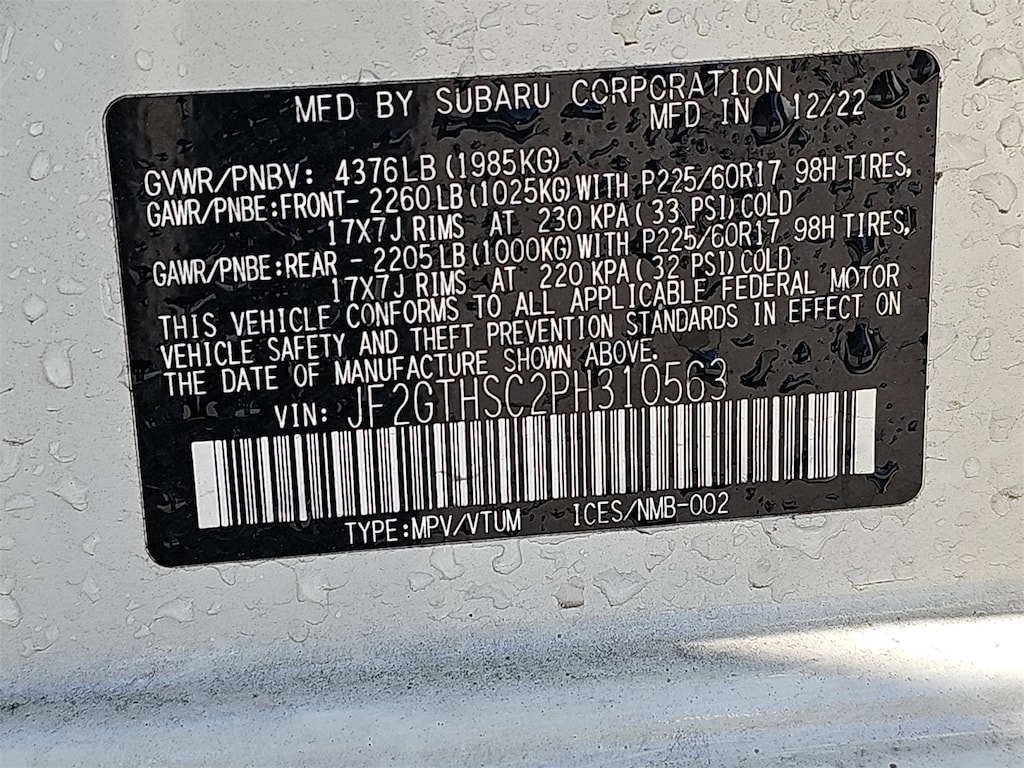 MFD BY SUBARU CORPORATION
MFD IN 12/22
GVWR/PNBV: 4376LB (1985KG)
GAWR/PNBE:FRONT- 2260LB (1025KG) WITH P225/60R17 98H TIRES,
17X7J RIMS AT 230 KPA ( 33 PSI) COLD
GAWR/PNBE:REAR - 2205LB (1000KG) WITH P225/60R17 98H TIRES,
17X7J RIMS AT 220 KPA ( 32 PSI) COLD
THIS VEHICLE CONFORMS TO ALL APPLICABLE FEDERAL MOTOR
VEHICLE SAFETY AND THEFT PREVENTION STANDARDS IN EFFECT ON
THE DATE OF MANUFACTURE SHOWN ABOVE.
VIN: JF2GTHSC2PH310563
TYPE:MPV/VTUM ICES/NMB-002